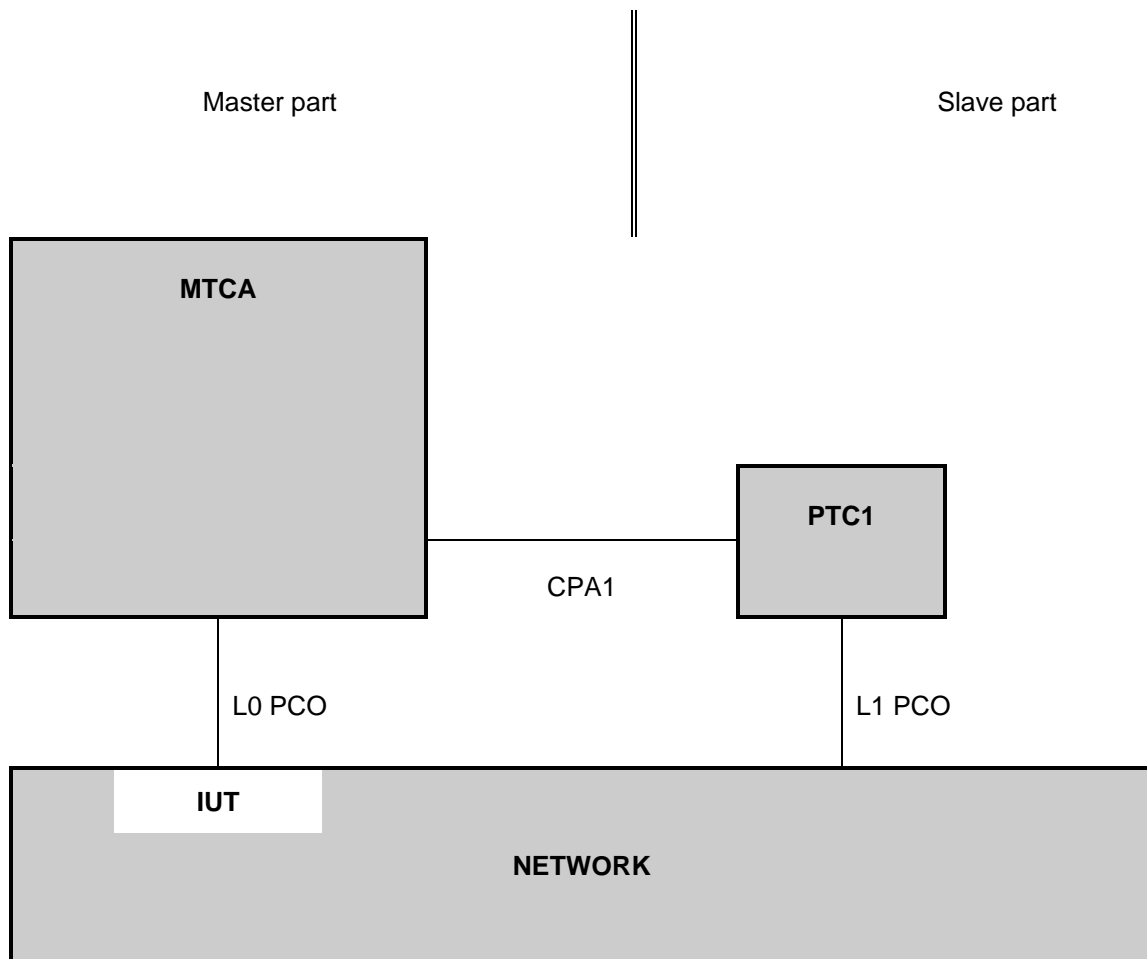 Master part
Slave part
MTCA
PTC1
CPA1
L0 PCO
L1 PCO
IUT
NETWORK